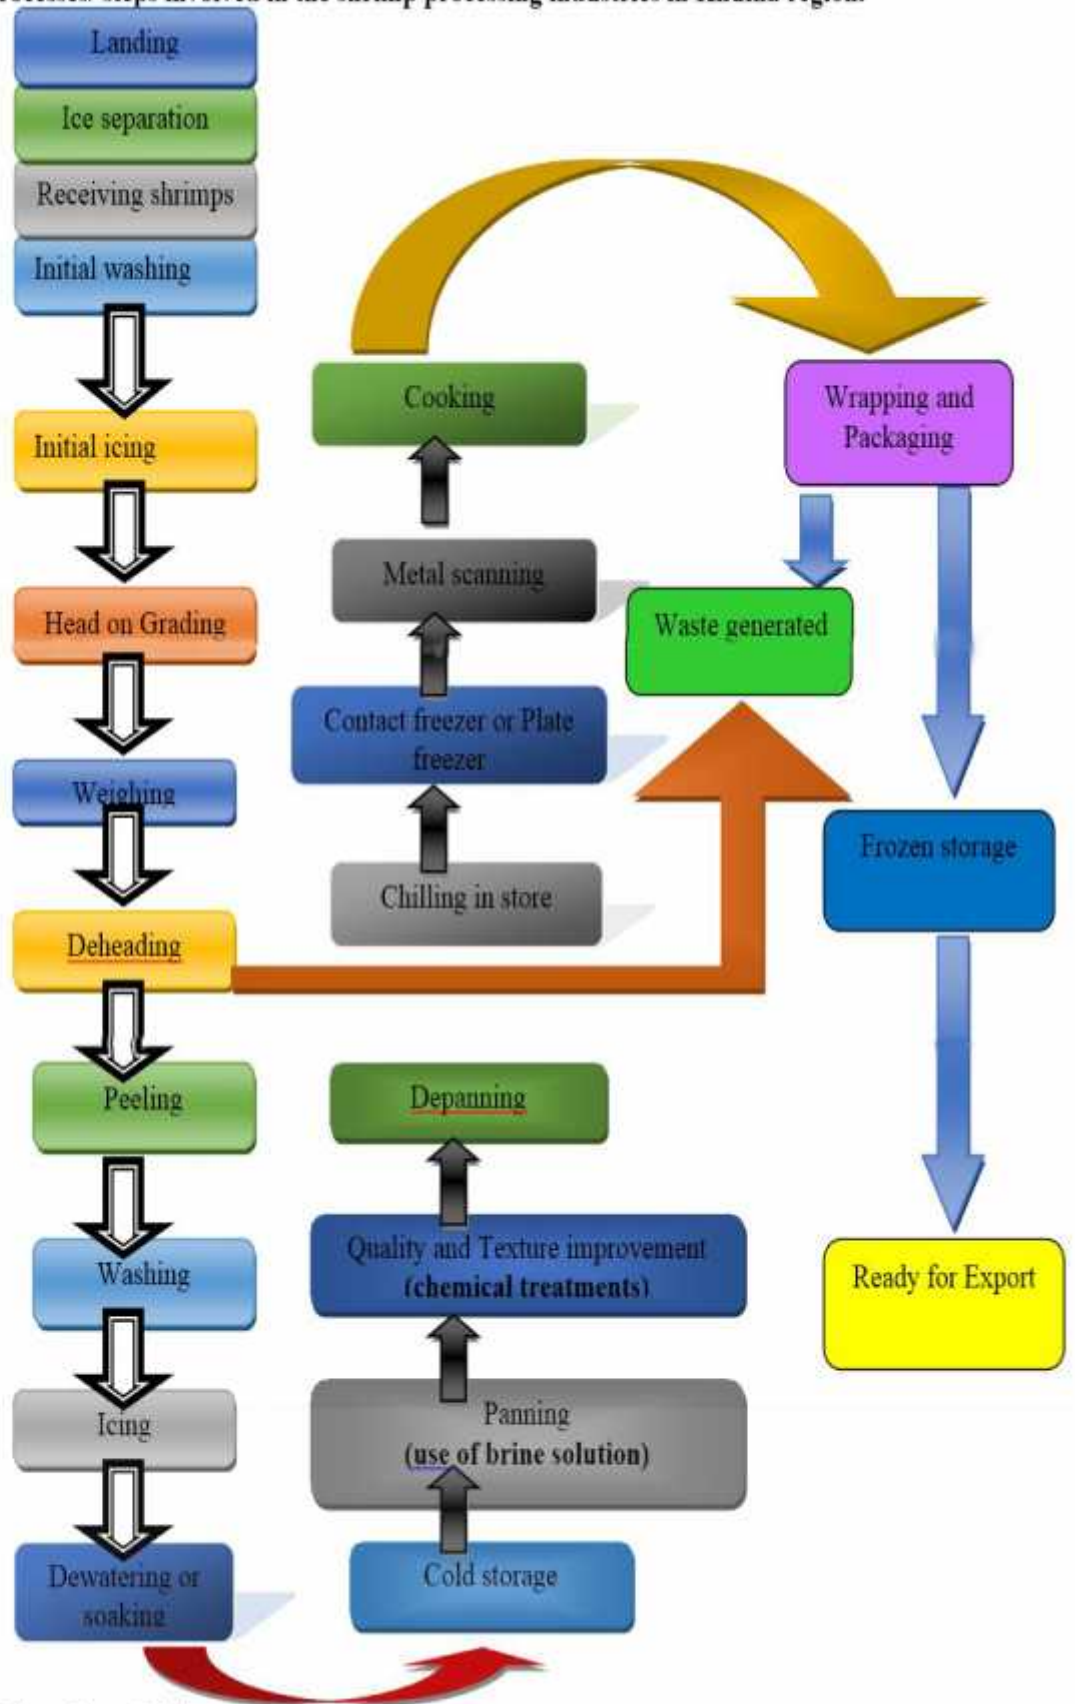 Landing
Ice separation
Receiving shrimps
Initial washing
Initial icing
Head on Grading
Weighing
Deheading
Peeling
Washing
Icing
Dewatering or
soaking
Cold storage
Panning
(use of brine solution)
Quality and Texture improvement
(chemical treatments)
Depanning
Chilling in store
Contact freezer or Plate
freezer
Metal scanning
Cooking
Wrapping and
Packaging
Waste generated
Frozen storage
Ready for Export